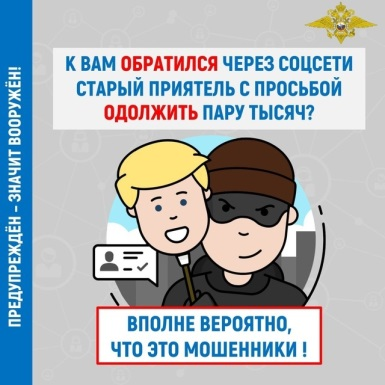 ПРЕДУПРЕЖДЁН - ЗНАЧИТ ВООРУЖЁН!
К ВАМ ОБРАТИЛСЯ ЧЕРЕЗ СОЦСЕТИ
СТАРЫЙ ПРИЯТЕЛЬ С ПРОСЬБОЙ
ОДОЛЖИТЬ ПАРУ ТЫСЯЧ?
ВПОЛНЕ ВЕРОЯТНО,
ЧТО ЭТО МОШЕННИКИ !